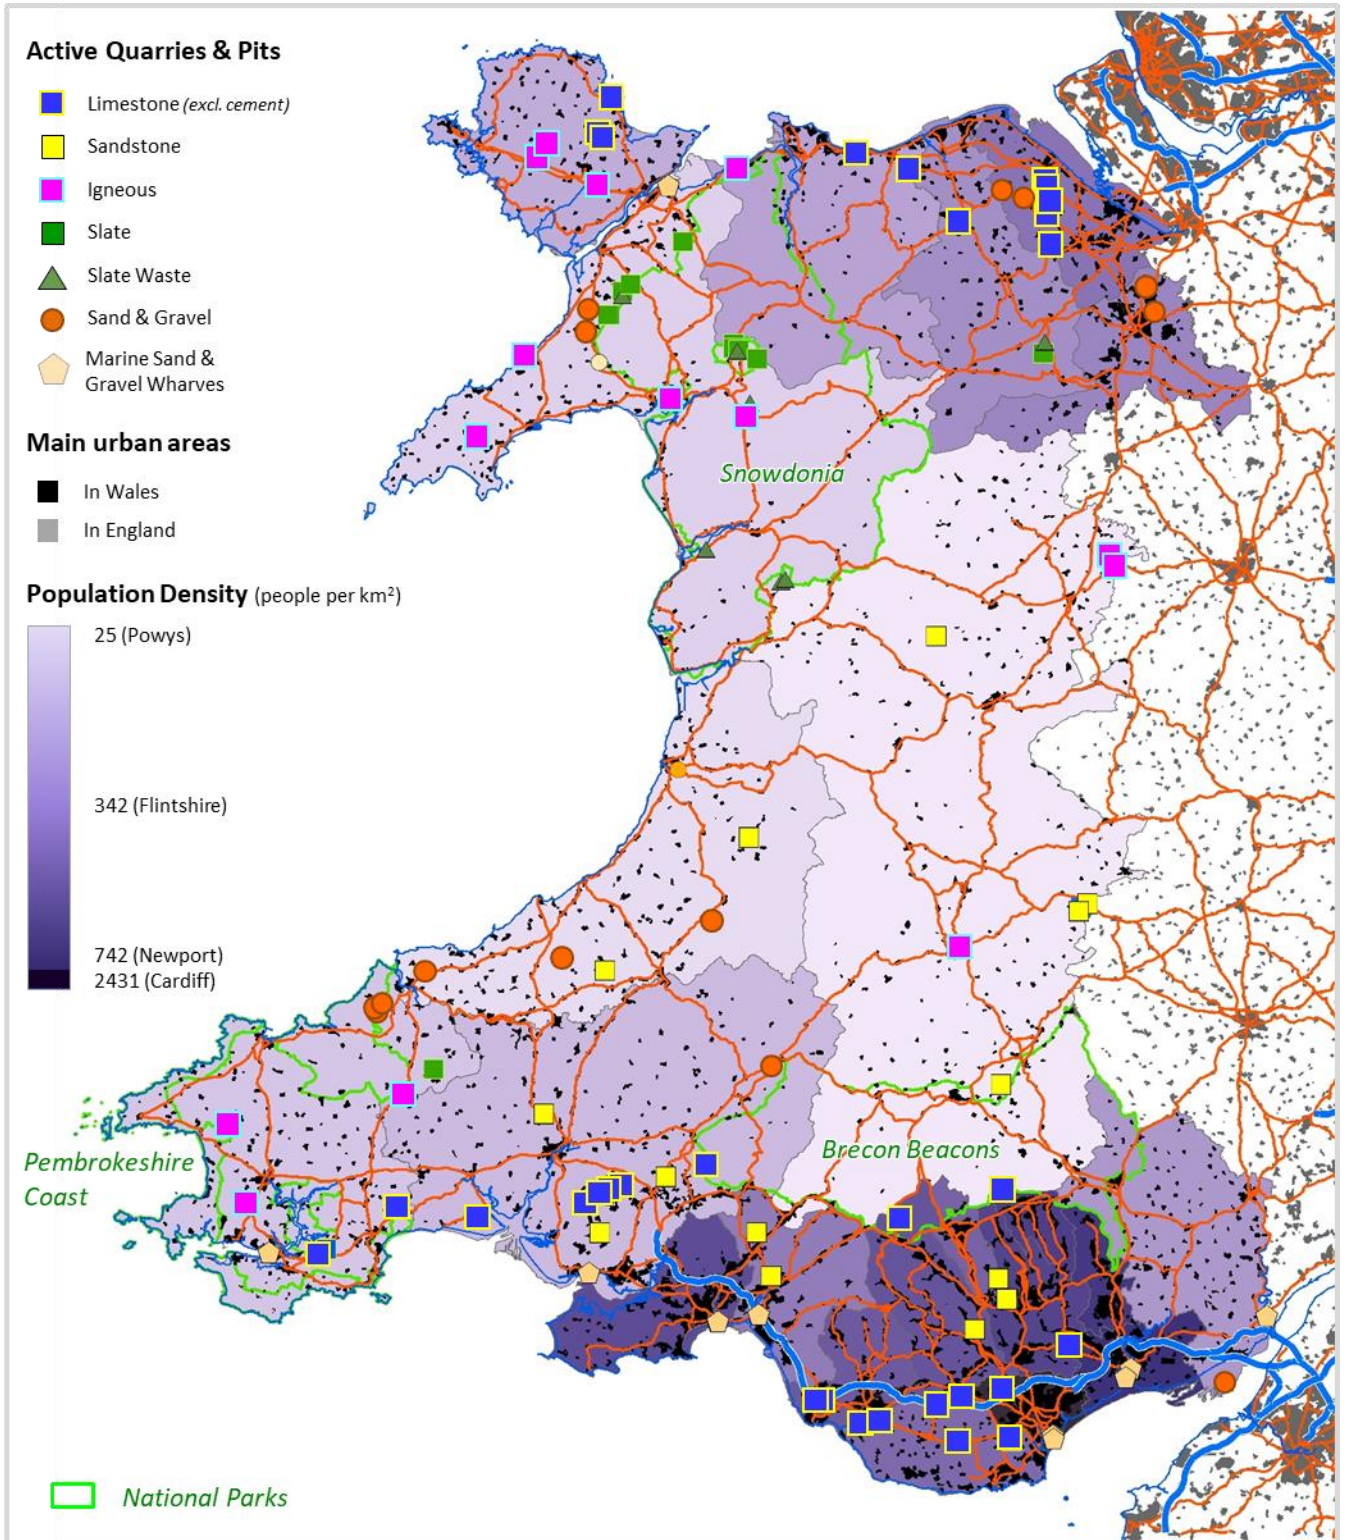 Active Quarries & Pits
Limestone (excl. cement)
Sandstone
Igneous
Slate
Slate Waste
Sand & Gravel
Marine Sand &
Gravel Wharves
Main urban areas
In Wales
In England
Population Density (people per km²)
25 (Powys)
342 (Flintshire)
742 (Newport)
2431 (Cardiff)
Snowdonia
Brecon Beacons
Pembrokeshire
Coast
National Parks